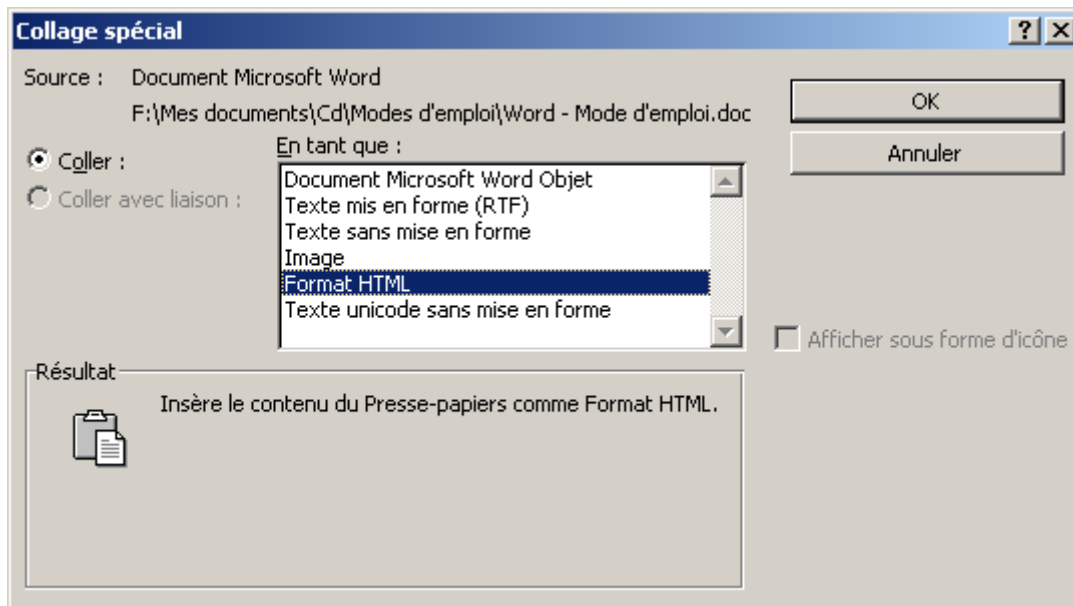 Collage spécial
Source : Document Microsoft Word
F:\Mes documents\Cd\Modes d'emploi\Word - Mode d'emploi.doc
OK
Annuler
Coller :
Coller avec liaison :
En tant que :
Document Microsoft Word Objet
Texte mis en forme (RTF)
Texte sans mise en forme
Image
Format HTML
Texte unicode sans mise en forme
Afficher sous forme d'icône
Résultat
Insère le contenu du Presse-papiers comme Format HTML.